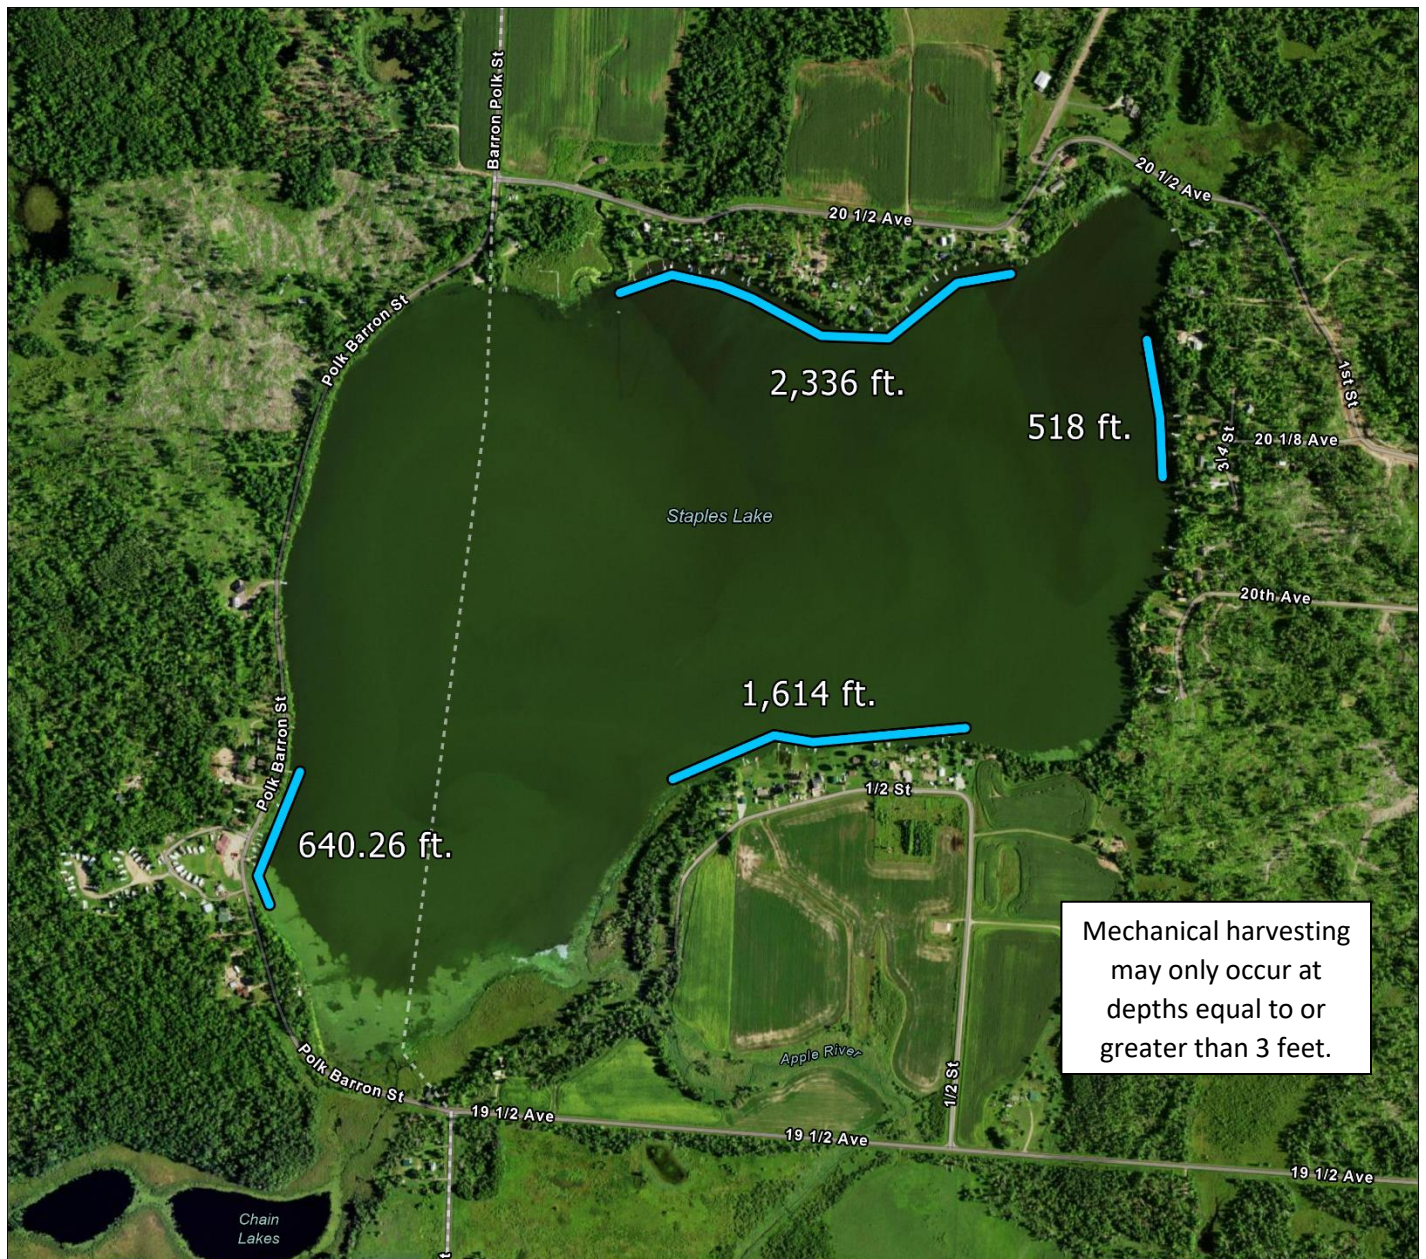 Barron Polk St
20 1/2 Ave
20 1/2 Ave
Polk Barron St
2,336 ft.
1st St
518 ft.
3/4 St
20 1/8 Ave
Staples Lake
20th Ave
1,614 ft.
Polk Barron St
1/2 St
640.26 ft.
Mechanical harvesting
may only occur at
depths equal to or
greater than 3 feet.
Apple River
Polk Barron St
1/2 St
19 1/2 Ave
19 1/2 Ave
19 1/2 Ave
Chain
Lakes
t